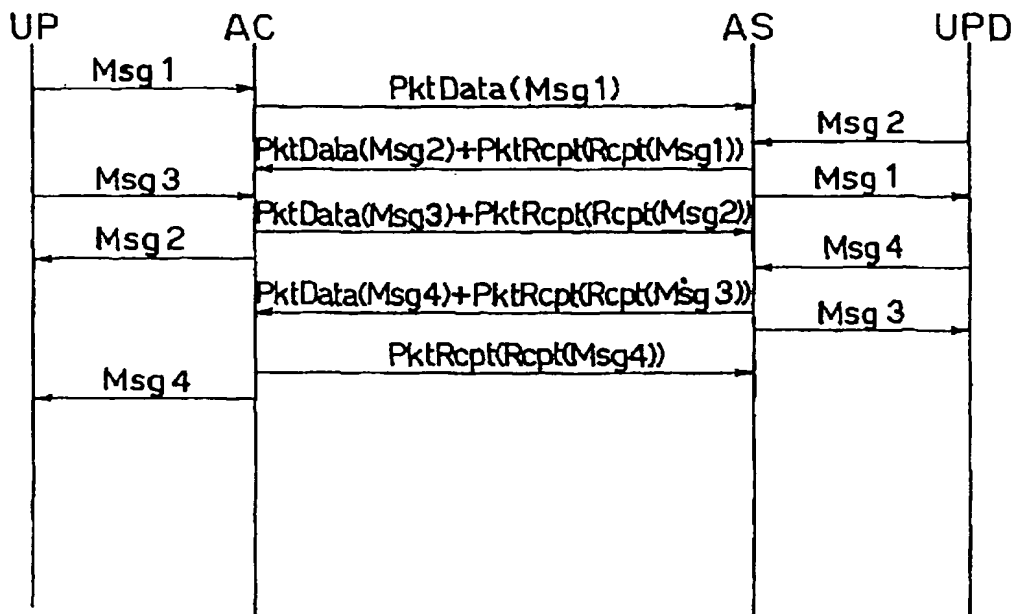 UP AC AS UPD
Msg 1
PktData(Msg1)
Msg 2
PktData(Msg2)+PktRcpt(Rcpt(Msg1))
Msg 3
Msg 1
PktData(Msg3)+PktRcpt(Rcpt(Msg2))
Msg 2
Msg 4
PktData(Msg4)+PktRcpt(Rcpt(Msg3))
Msg 3
PktRcpt(Rcpt(Msg4))
Msg 4